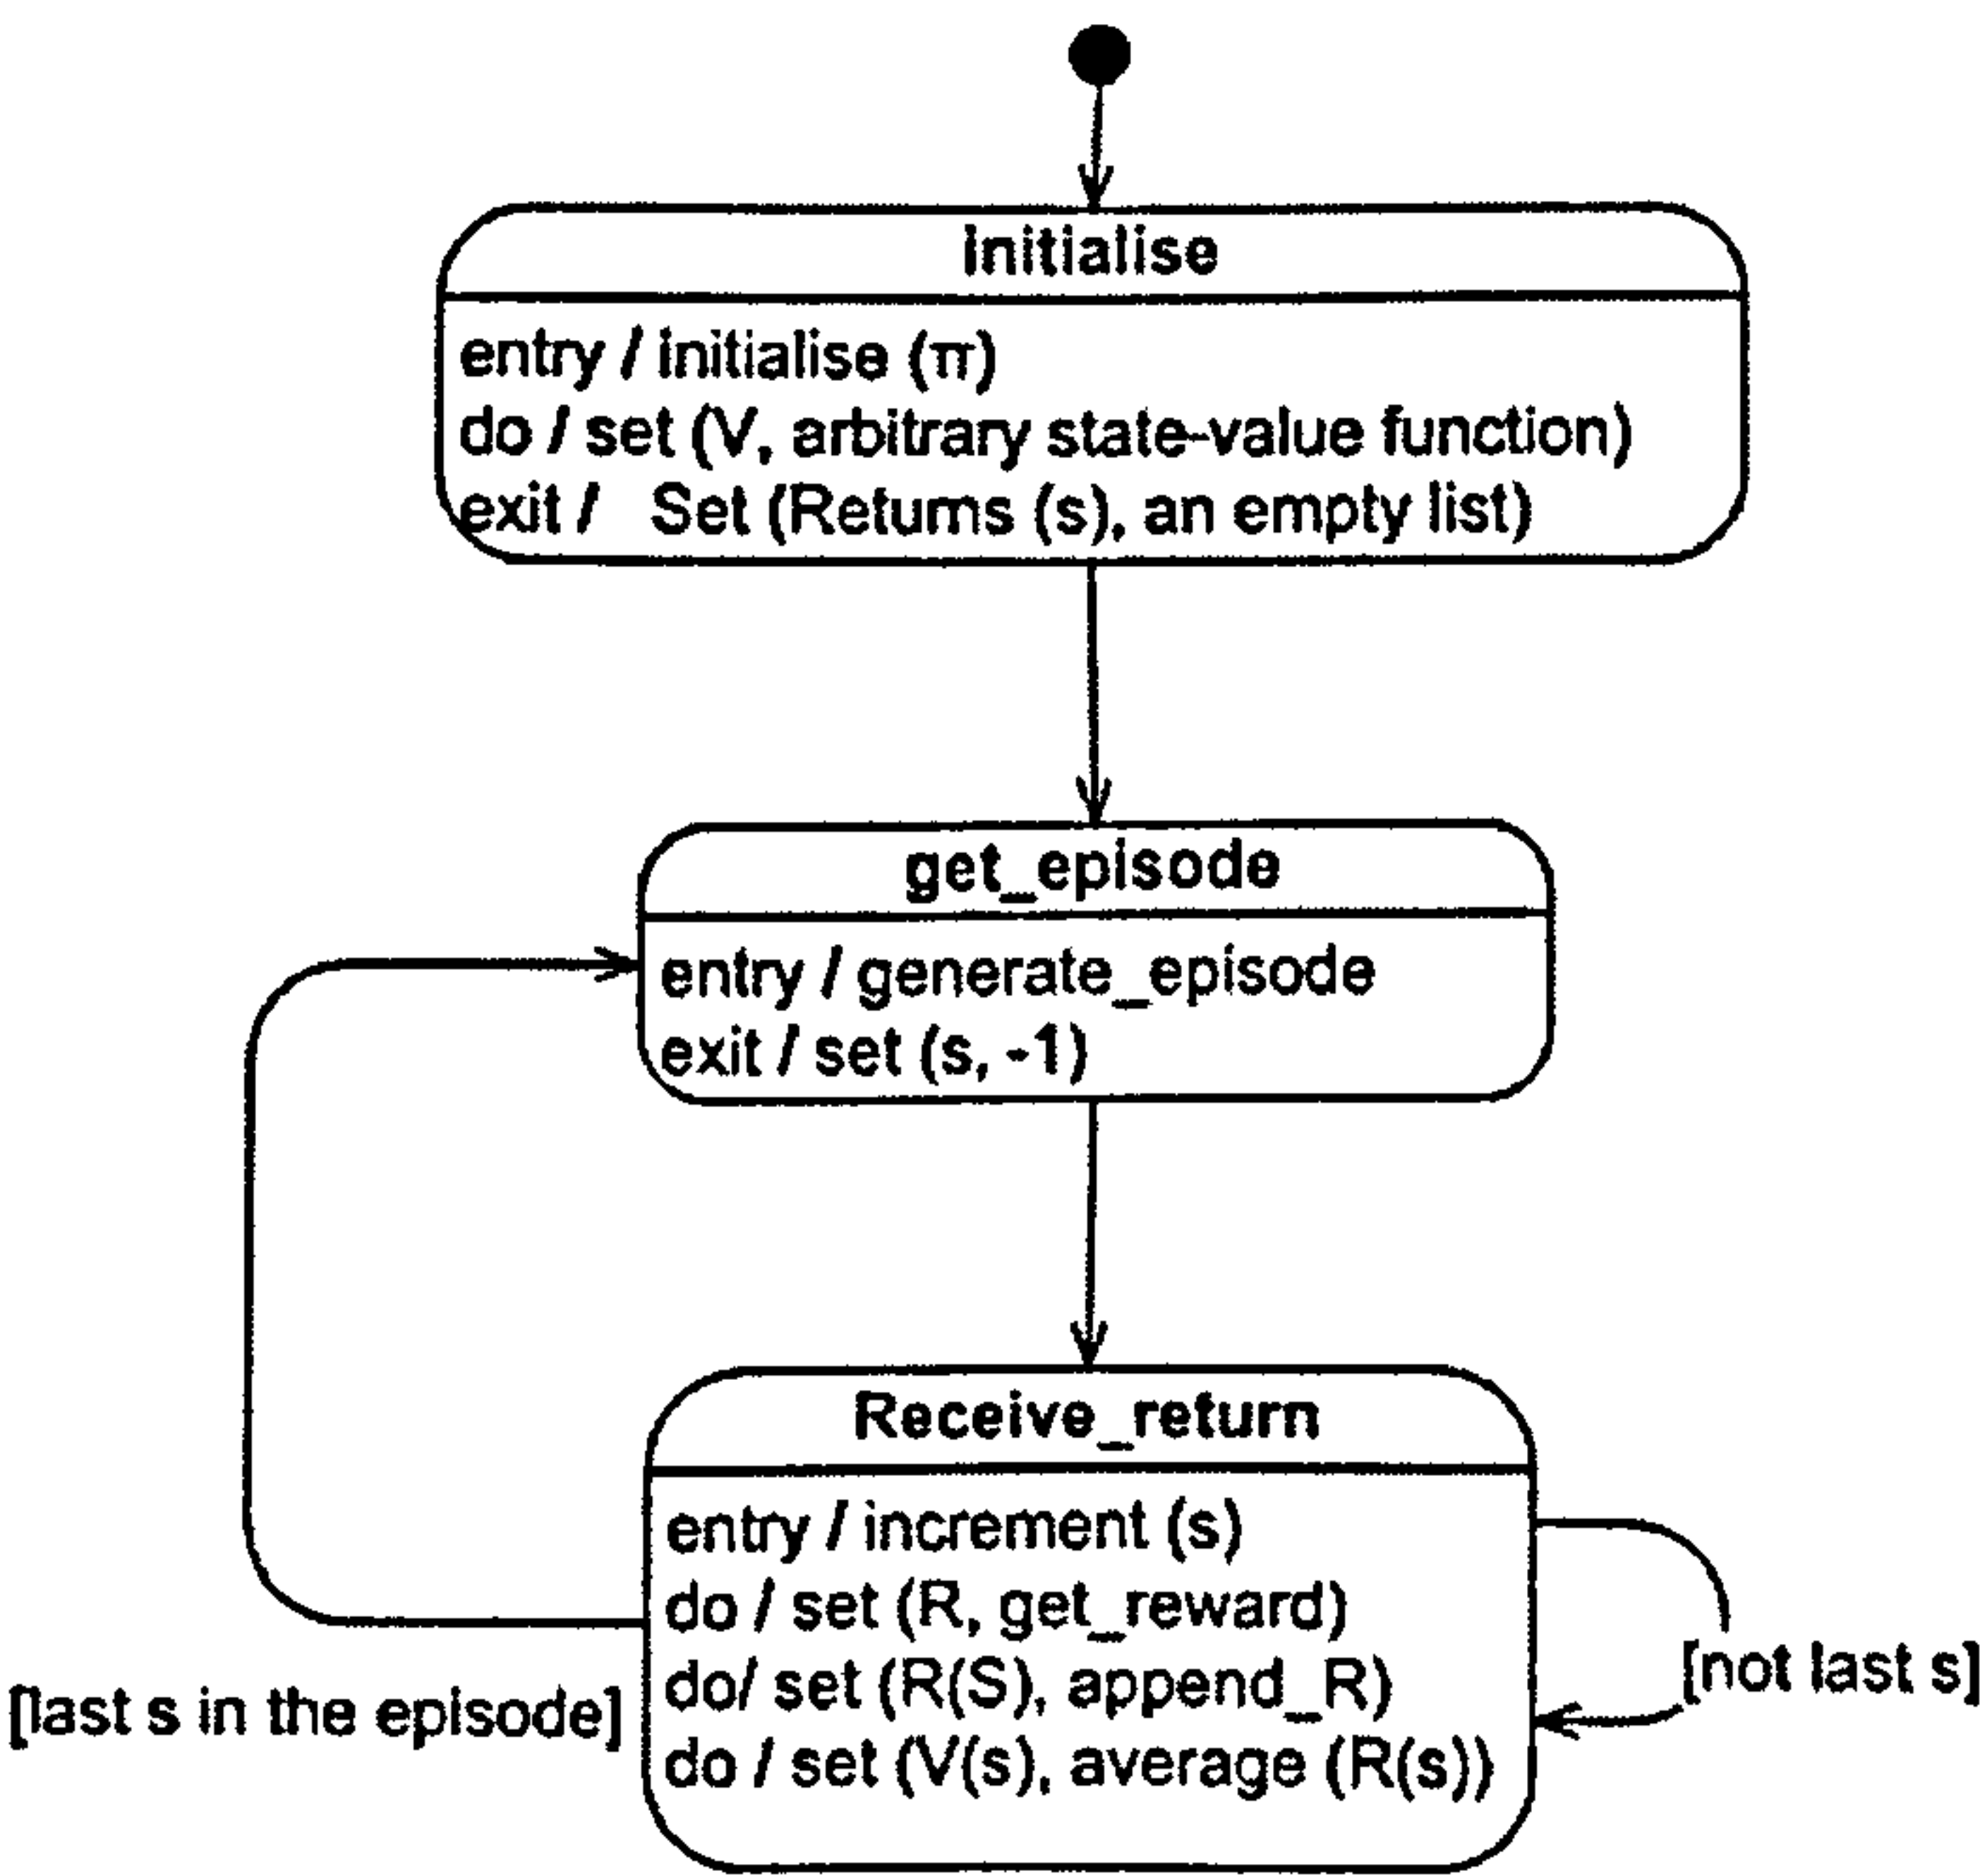 Initialise
entry / initialise (π)
do / set (V, arbitrary state-value function)
exit / Set (Returns (s), an empty list)
get_episode
entry / generate_episode
exit / set (s, -1)
Receive_return
entry / increment (s)
do / set (R, get_reward)
do/ set (R(S), append_R)
do / set (V(s), average (R(s))
[not last s]
[last s in the episode]